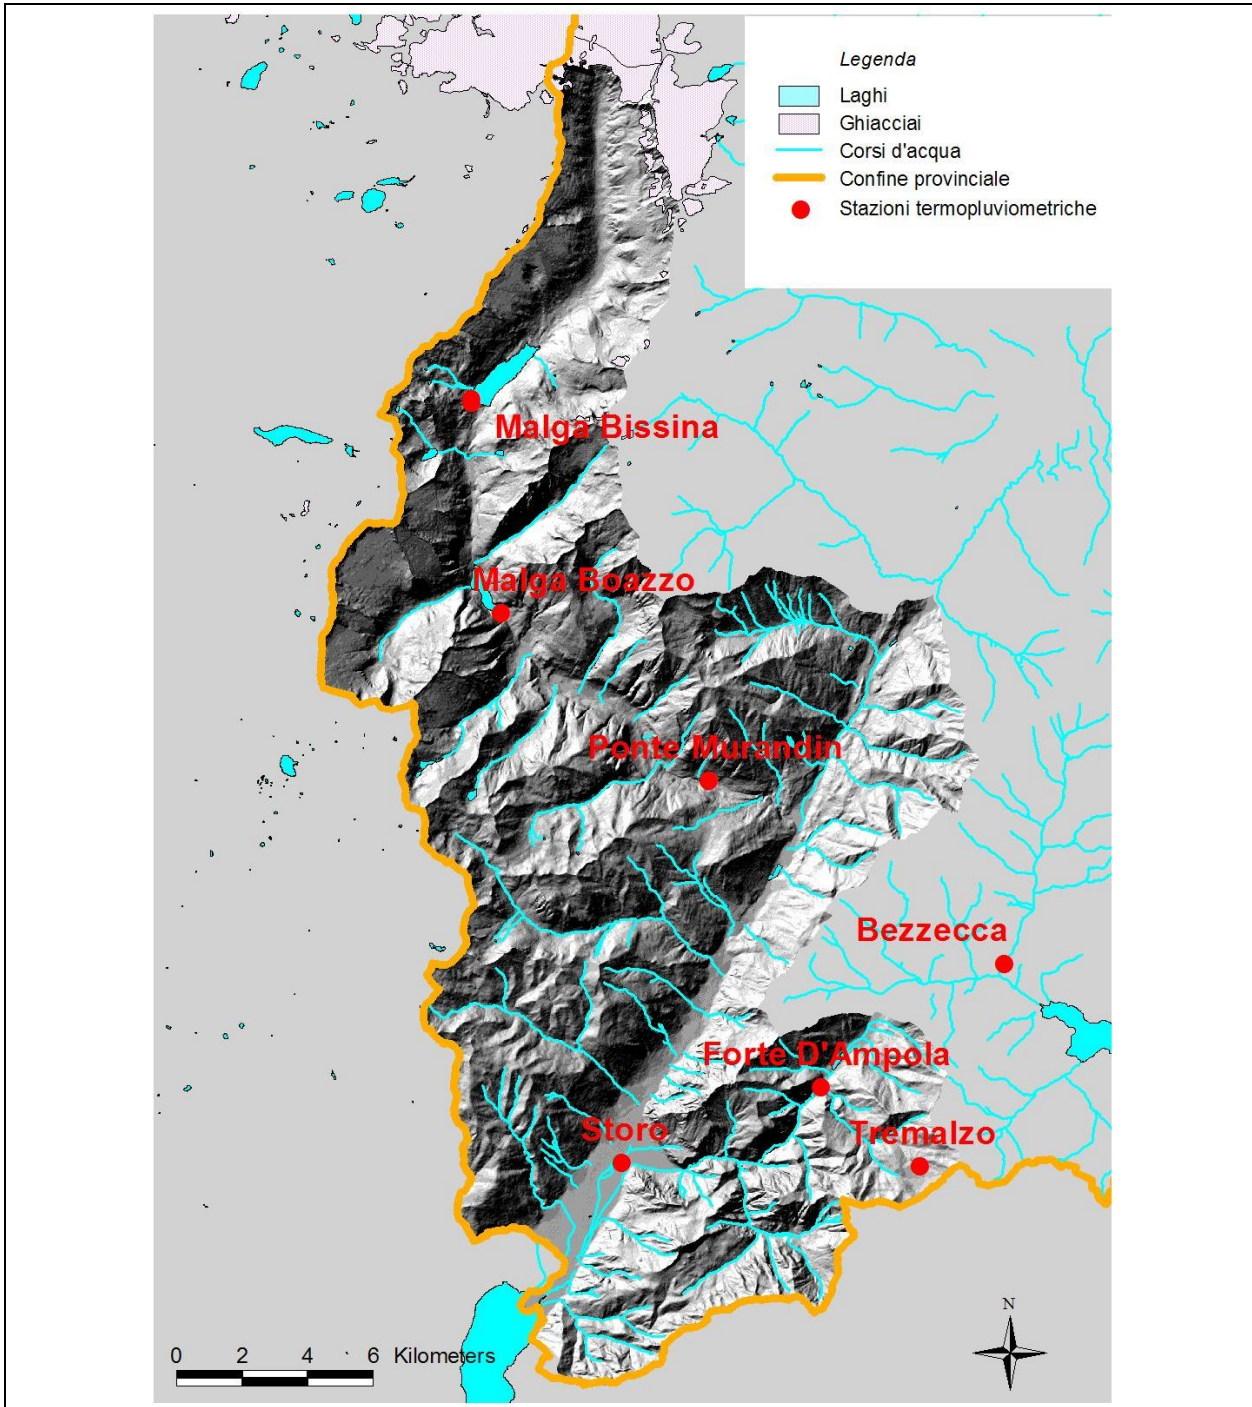 Legenda
Laghi
Ghiacciai
Corsi d'acqua
Confine provinciale
Stazioni termopluviometriche
Malga Bissina
Malga Boazzo
Ponte Murandin
Bezzecca
Forte D'Ampola
Storo
Tremalzo
N
0 2 4 6 Kilometers